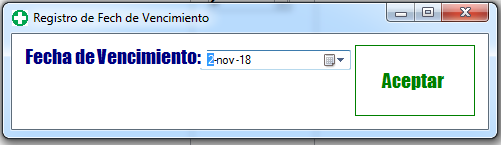 Registro de Fech de Vencimiento
Fecha de Vencimiento: 2-nov-18
Aceptar